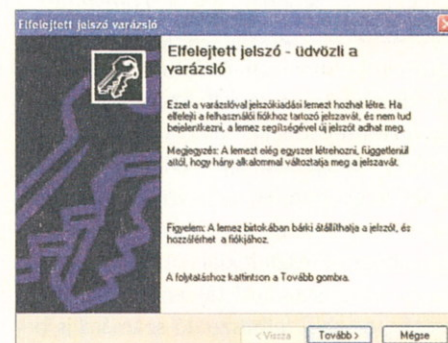 Elfelejtett jelszó varázsló
Elfelejtett jelszó - üdvözli a
varázsló
Ezzel a varázslóval jelszókiadási lemezt hozhat létre. Ha
elfelejti a felhasználói fiókhoz tartozó jelszavát, és nem tud
bejelentkezni, a lemez segítségével új jelszót adhat meg.
Megjegyzés: A lemezt elég egyszer létrehozni, függetlenül
attól, hogy hány alkalommal változtatja meg a jelszavát.
Figyelem: A lemez birtokában bárki átállíthatja a jelszót, és
hozzáférhet a fiókjához.
A folytatáshoz kattintson a Tovább gombra.
< Vissza Tovább > Mégse